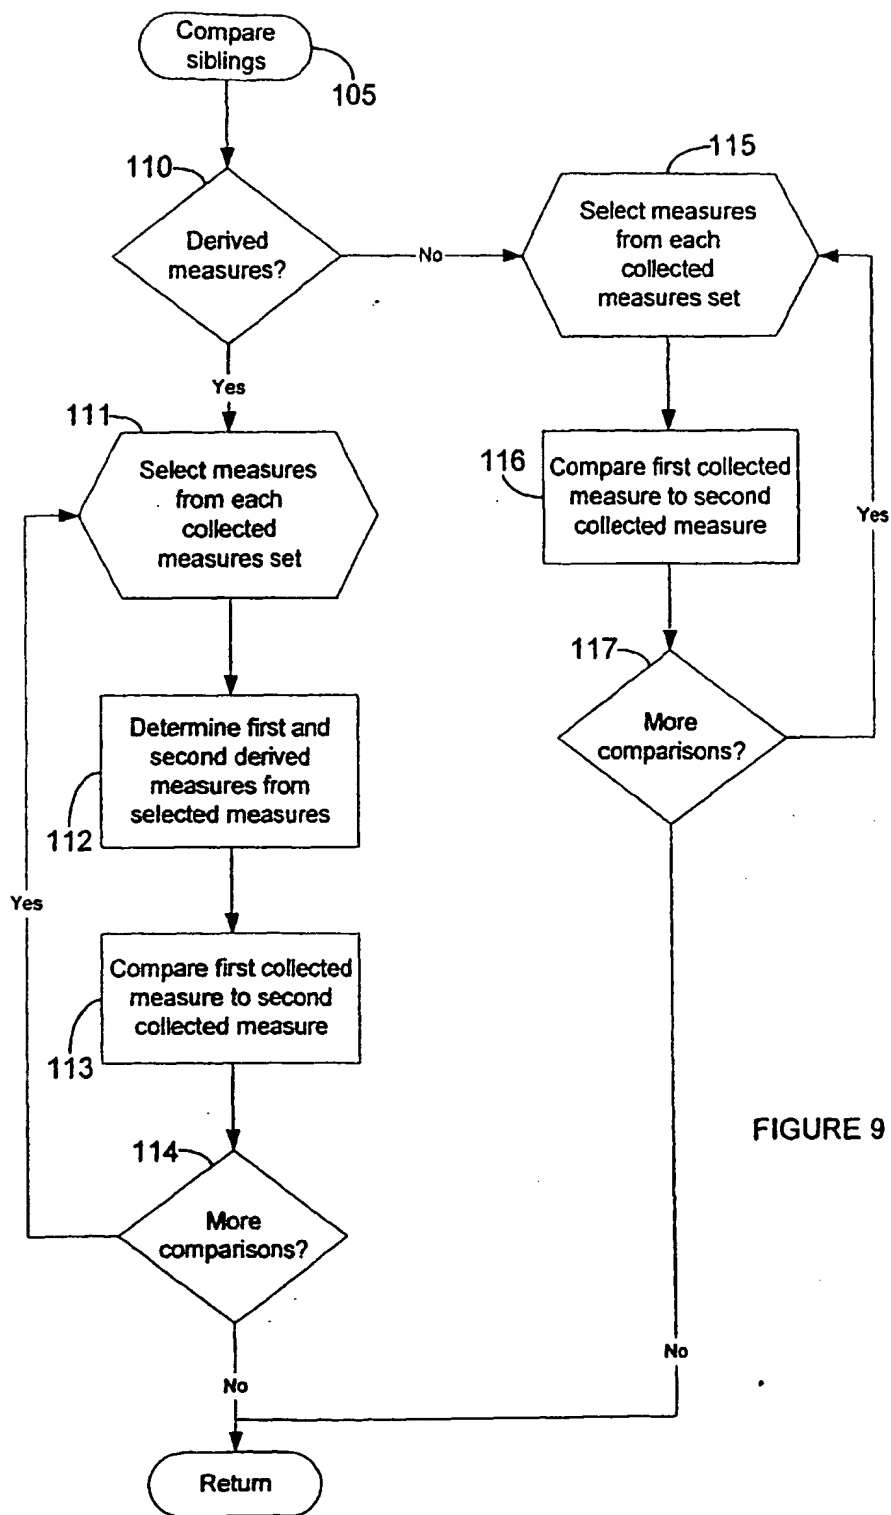 Compare
siblings
105
110
Derived
measures?
No
Yes
111
Select measures
from each
collected
measures set
112
Determine first and
second derived
measures from
selected measures
113
Compare first collected
measure to second
collected measure
114
More
comparisons?
Yes
No
115
Select measures
from each
collected
measures set
116
Compare first collected
measure to second
collected measure
117
More
comparisons?
Yes
No
Return
FIGURE 9